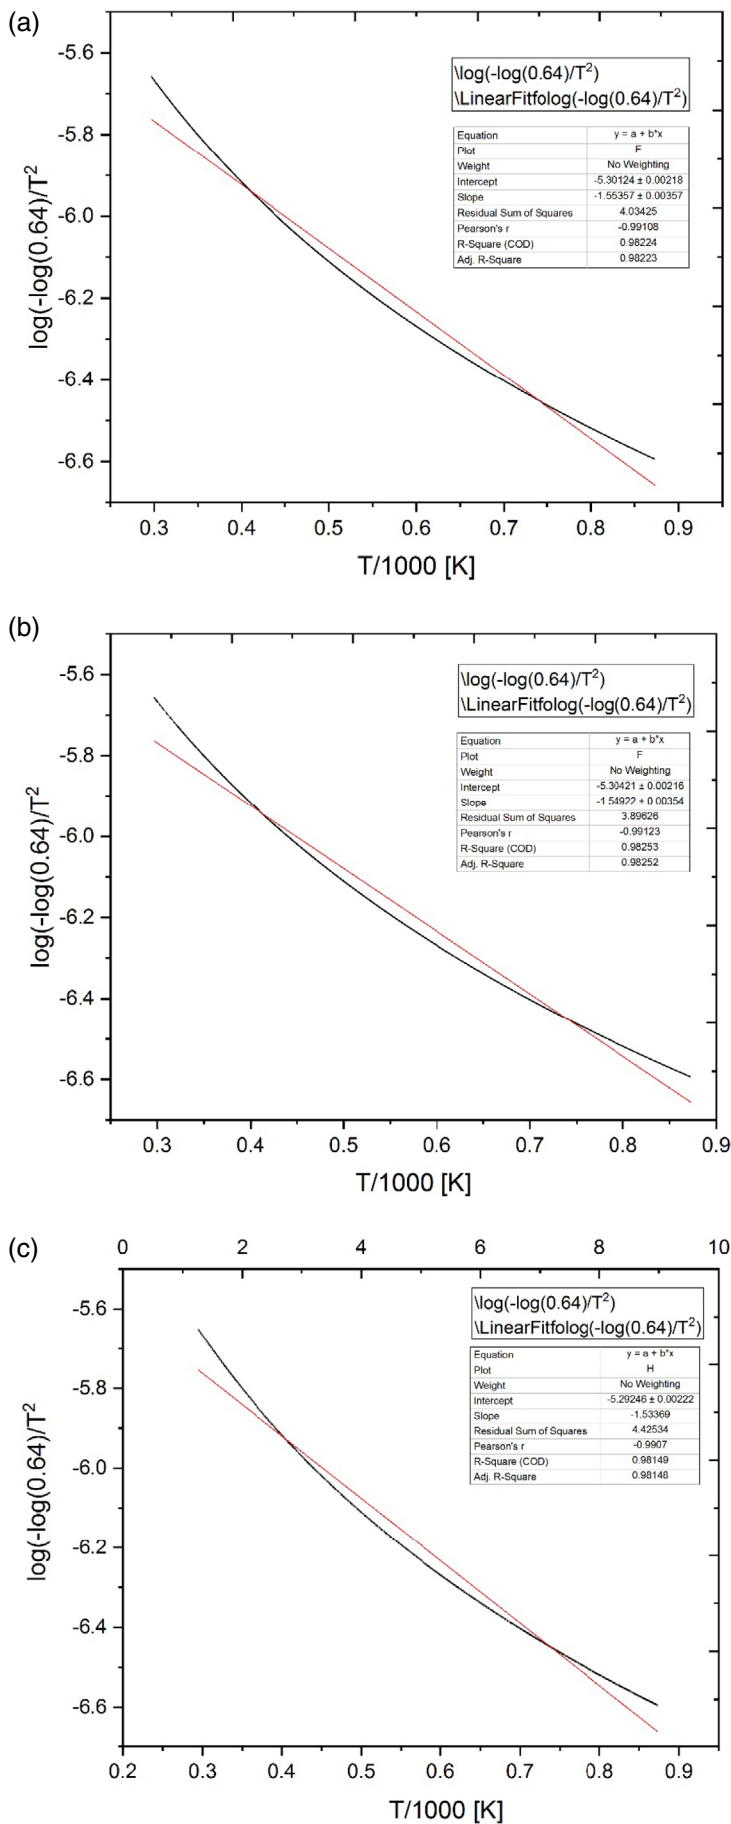 (a)
-5.6
-5.8
-6.0
-6.2
-6.4
-6.6
log(-log(0.64)/T²
\log(-log(0.64)/T²)
\LinearFitfolog(-log(0.64)/T²)
Equation y = a + b*x
Plot F
Weight No Weighting
Intercept -5.30124 ± 0.00218
Slope -1.55357 ± 0.00357
Residual Sum of Squares 4.03425
Pearson's r -0.99108
R-Square (COD) 0.98224
Adj. R-Square 0.98223
0.3 0.4 0.5 0.6 0.7 0.8 0.9
T/1000 [K]
(b)
-5.6
-5.8
-6.0
-6.2
-6.4
-6.6
log(-log(0.64)/T²
\log(-log(0.64)/T²)
\LinearFitfolog(-log(0.64)/T²)
Equation y = a + b*x
Plot F
Weight No Weighting
Intercept -5.30421 ± 0.00216
Slope -1.54922 ± 0.00354
Residual Sum of Squares 3.89626
Pearson's r -0.99123
R-Square (COD) 0.98253
Adj. R-Square 0.98252
0.3 0.4 0.5 0.6 0.7 0.8 0.9
T/1000 [K]
(c)
0 2 4 6 8 10
-5.6
-5.8
-6.0
-6.2
-6.4
-6.6
log(-log(0.64)/T²
\log(-log(0.64)/T²)
\LinearFitfolog(-log(0.64)/T²)
Equation y = a + b*x
Plot H
Weight No Weighting
Intercept -5.29246 ± 0.00222
Slope -1.53369
Residual Sum of Squares 4.42534
Pearson's r -0.9907
R-Square (COD) 0.98149
Adj. R-Square 0.98148
0.2 0.3 0.4 0.5 0.6 0.7 0.8 0.9
T/1000 [K]